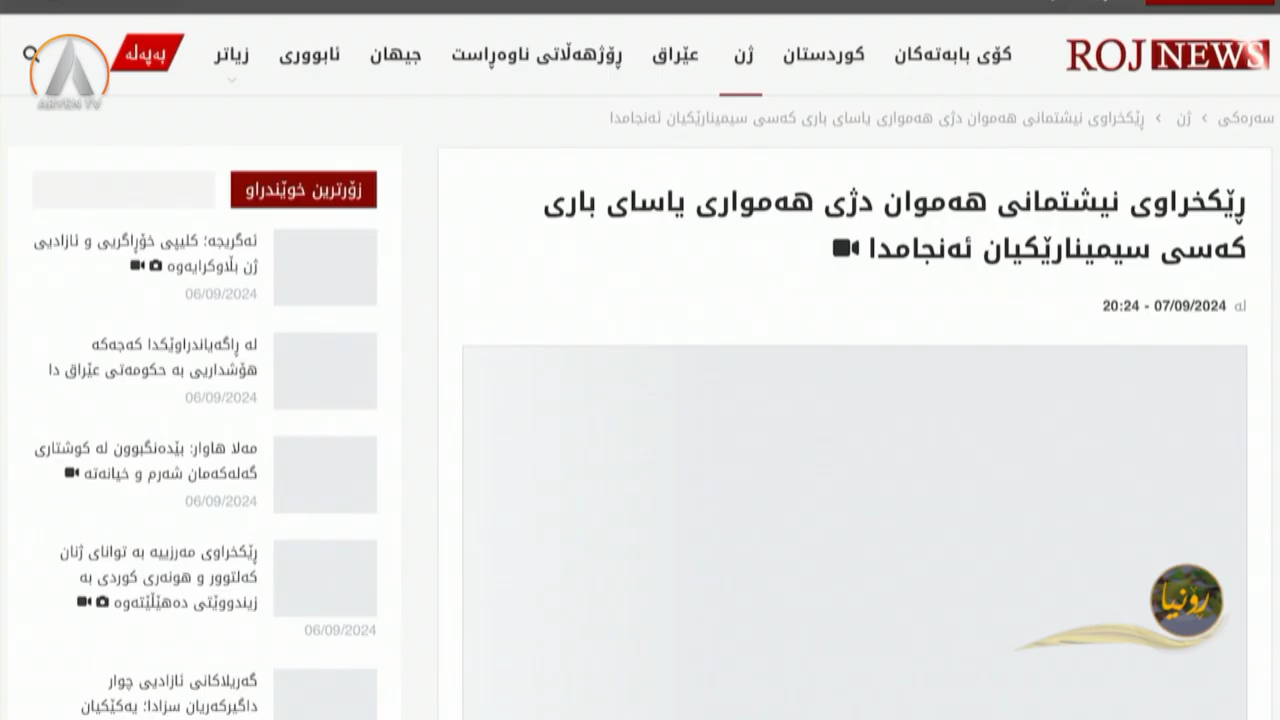 ROJ NEWS
کۆی بابەتەکان
کوردستان
ژن
عێراق
ڕۆژهەڵاتی ناوەڕاست
جیهان
ئابووری
زیاتر
بەپەلە
ARYEN TV
سەرەکی › ژن › ڕێکخراوی نیشتمانی هەموان دژی هەمواری یاسای باری کەسی سیمینارێکیان ئەنجامدا
ڕێکخراوی نیشتمانی هەموان دژی هەمواری یاسای باری
کەسی سیمینارێکیان ئەنجامدا
لە 07/09/2024 - 20:24
زۆرترین خوێندراو
ئەگریجە؛ کلیپی خۆڕاگریی و ئازادیی
ژن بڵاوکرایەوە
06/09/2024
لە ڕاگەیاندراوێکدا کەجەکە
هۆشداریی بە حکومەتی عێراق دا
06/09/2024
مەلا هاوار: بێدەنگبوون لە کوشتاری
گەلەکەمان شەرم و خیانەتە
06/09/2024
ڕێکخراوی مەرزییە بە توانای ژنان
کەلتوور و هونەری کوردی بە
زیندووێتی دەهێڵێتەوە
06/09/2024
گەریلاکانی ئازادیی چوار
داگیرکەریان سزادا؛ یەکێکیان
ڕۆنیا